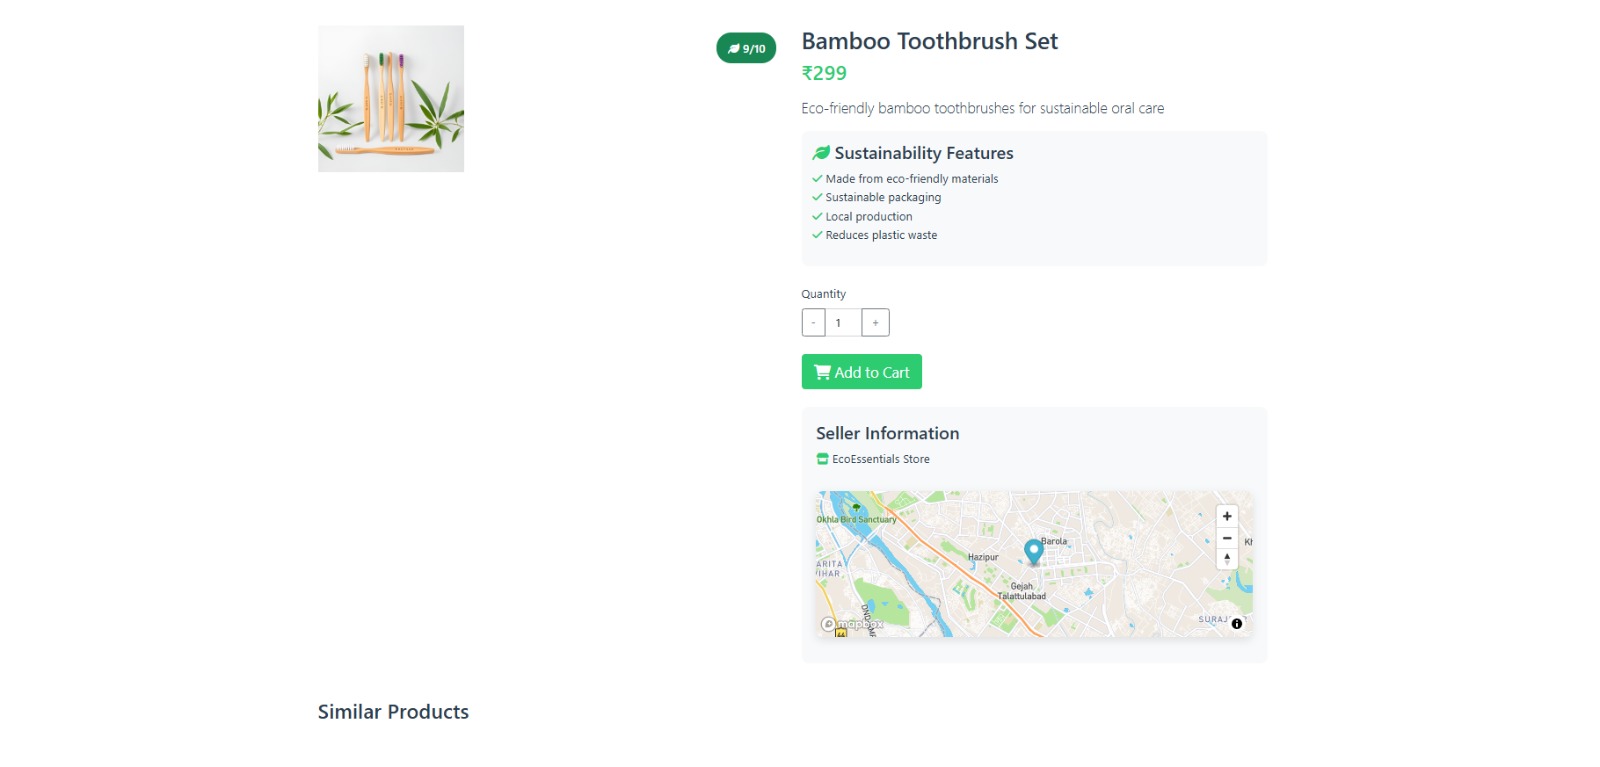 9/10
Bamboo Toothbrush Set
₹299
Eco-friendly bamboo toothbrushes for sustainable oral care
Sustainability Features
Made from eco-friendly materials
Sustainable packaging
Local production
Reduces plastic waste
Quantity
- 1 +
Add to Cart
Seller Information
EcoEssentials Store
Okhla Bird Sanctuary
Barola
Hazipur
ARITA
IHAR
Gejah
Talattulabad
DND
SURAJ
mapbox
Similar Products